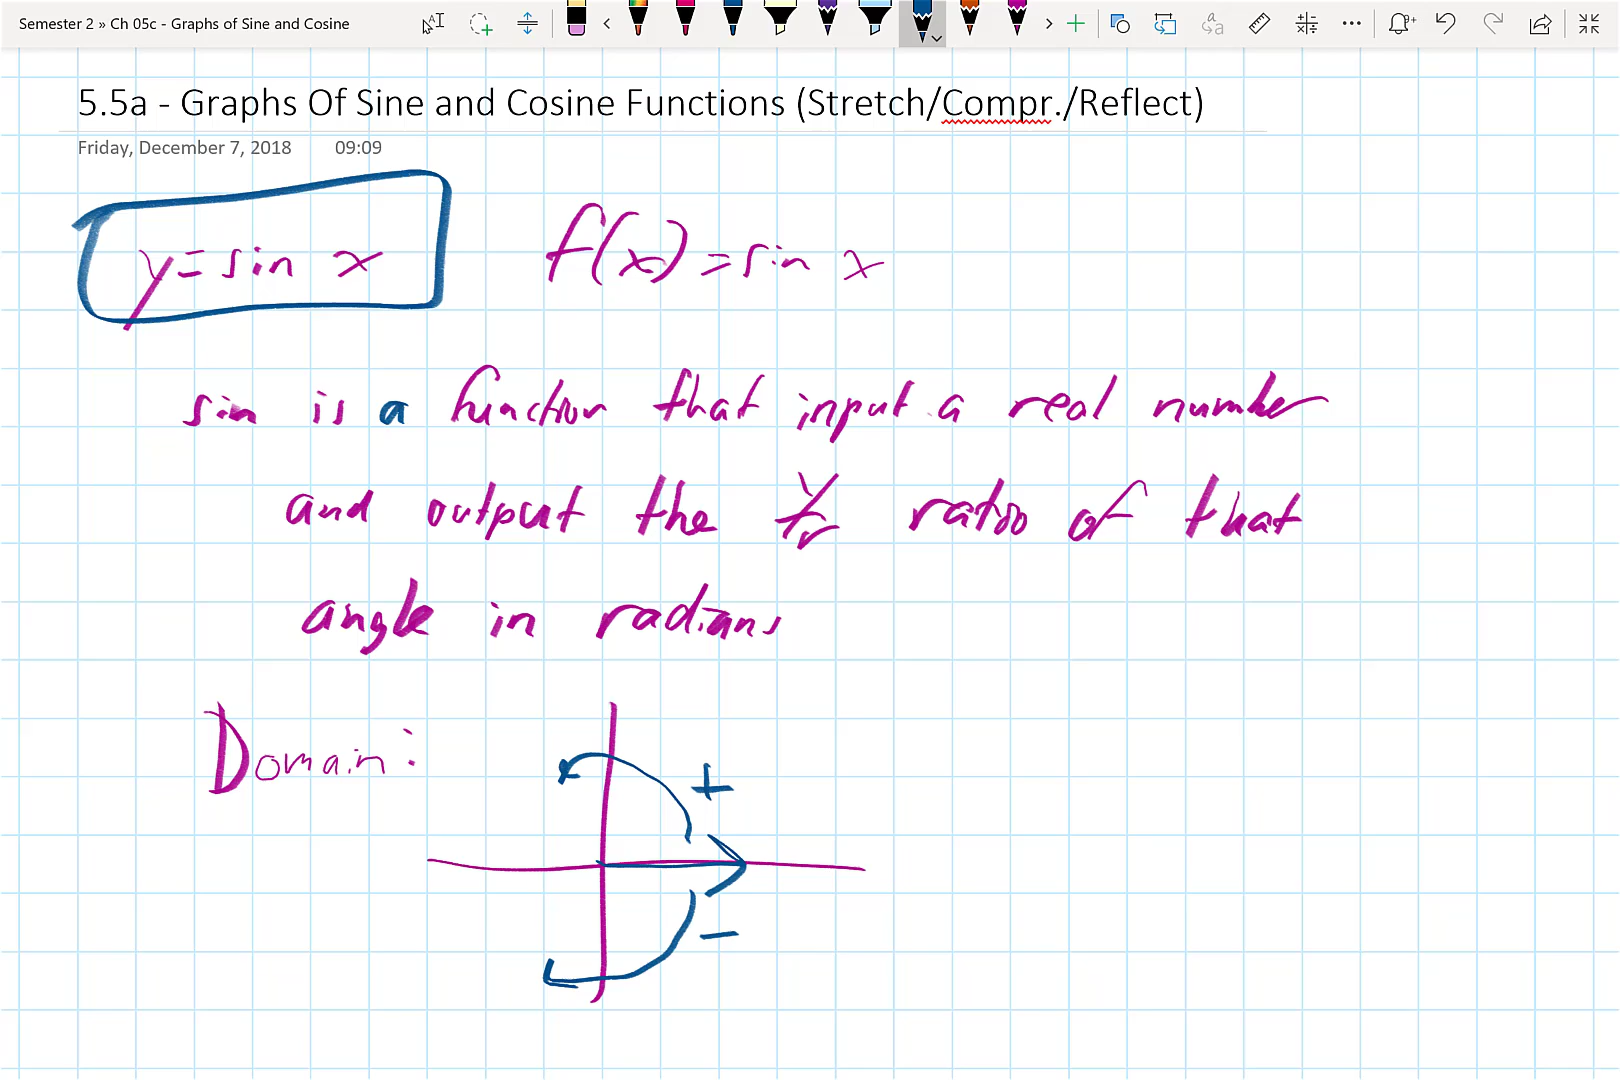 Semester 2 » Ch 05c - Graphs of Sine and Cosine
5.5a - Graphs Of Sine and Cosine Functions (Stretch/Compr./Reflect)
Friday, December 7, 2018 09:09
y=sin x f(x)=sin x
sin is a function that input a real number
and output the y/r ratio of that
angle in radians
Domain:
+
−